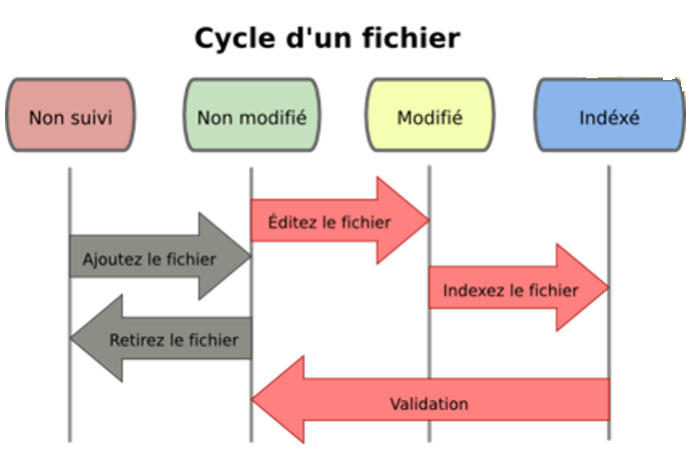 Cycle d'un fichier
Non suivi
Non modifié
Modifié
Indéxé
Éditez le fichier
Ajoutez le fichier
Indexez le fichier
Retirez le fichier
Validation